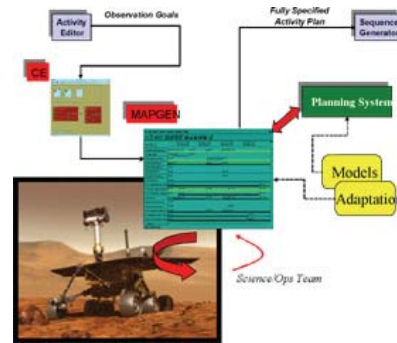 Activity
Editor
Observation Goals
Fully Specified
Activity Plan
Sequence
Generator
CE
MAPGEN
Planning System
Models
Adaptation
Science/Ops Team